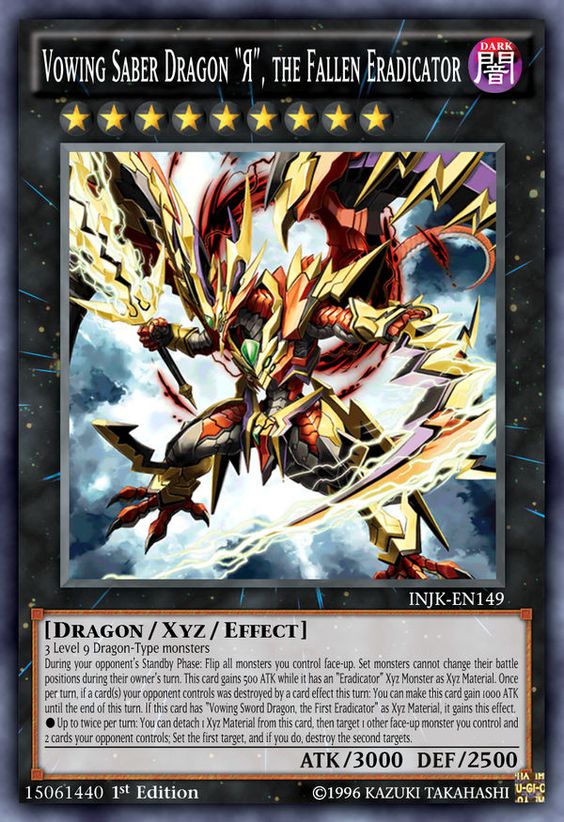 Vowing Saber Dragon "Я", the Fallen Eradicator
DARK
闇
INJK-EN149
[Dragon / Xyz / Effect]
3 Level 9 Dragon-Type monsters
During your opponent's Standby Phase: Flip all monsters you control face-up. Set monsters cannot change their battle
positions during their owner's turn. This card gains 500 ATK while it has an "Eradicator" Xyz Monster as Xyz Material. Once
per turn, if a card(s) your opponent controls was destroyed by a card effect this turn: You can make this card gain 1000 ATK
until the end of this turn. If this card has "Vowing Sword Dragon, the First Eradicator" as Xyz Material, it gains this effect.
●Up to twice per turn: You can detach 1 Xyz Material from this card, then target 1 other face-up monster you control and
2 cards your opponent controls; Set the first target, and if you do, destroy the second targets.
ATK/3000 DEF/2500
15061440 1st Edition ©1996 KAZUKI TAKAHASHI